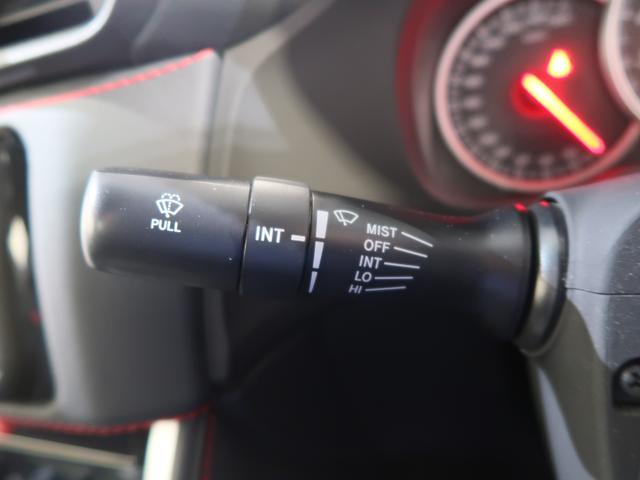 PULL
INT
MIST
OFF
INT
LO
HI